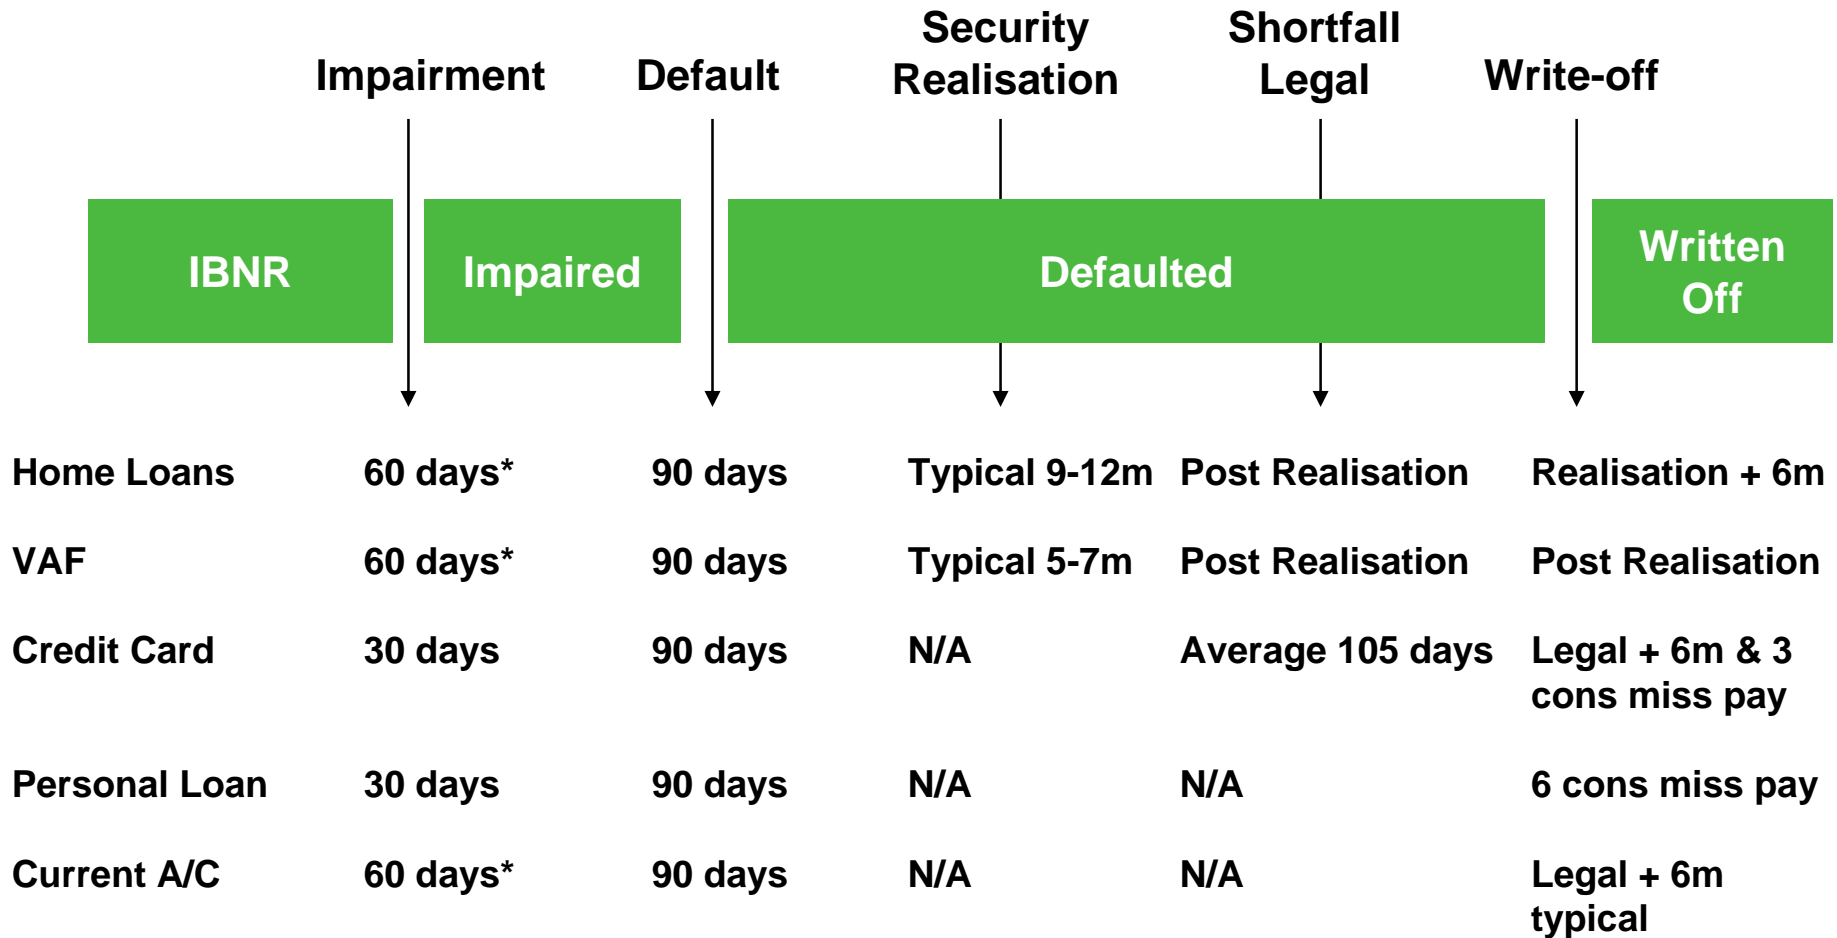 Impairment
Default
Security
Realisation
Shortfall
Legal
Write-off
IBNR
Impaired
Defaulted
Written
Off
Home Loans 60 days* 90 days Typical 9-12m Post Realisation Realisation + 6m
VAF 60 days* 90 days Typical 5-7m Post Realisation Post Realisation
Credit Card 30 days 90 days N/A Average 105 days Legal + 6m & 3
cons miss pay
Personal Loan 30 days 90 days N/A N/A 6 cons miss pay
Current A/C 60 days* 90 days N/A N/A Legal + 6m
typical